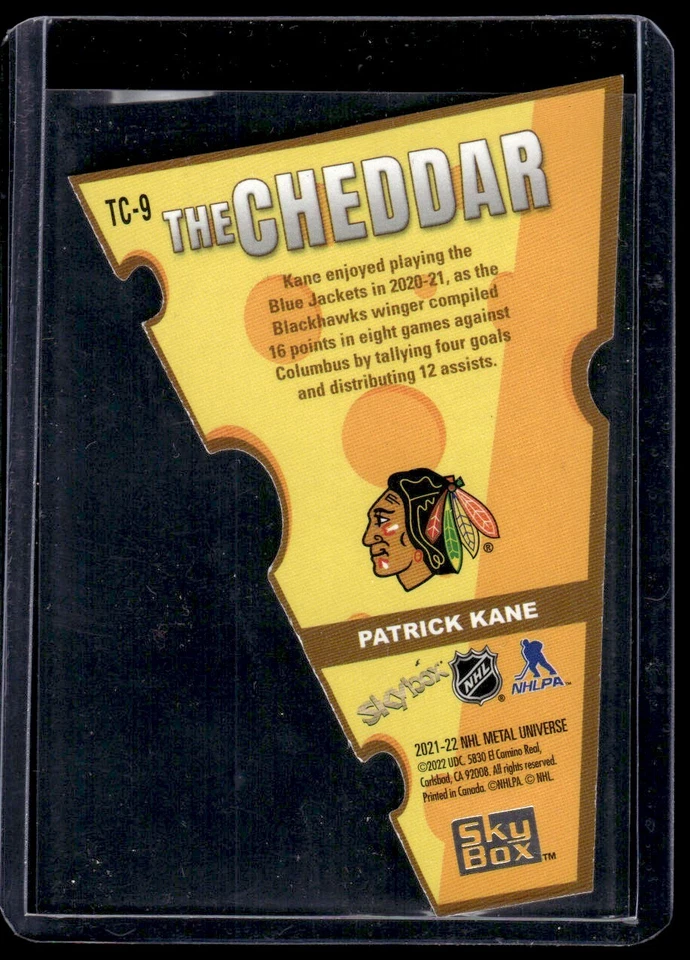 TC-9
THE CHEDDAR
Kane enjoyed playing the
Blue Jackets in 2020-21, as the
Blackhawks winger compiled
16 points in eight games against
Columbus by tallying four goals
and distributing 12 assists.
®
PATRICK KANE
skybox
NHL
®
NHLPA™
2021-22 NHL METAL UNIVERSE
©2022 UDC. 5830 El Camino Real,
Carlsbad, CA 92008. All rights reserved.
Printed in Canada. ©NHLPA. © NHL.
Sky
Box™